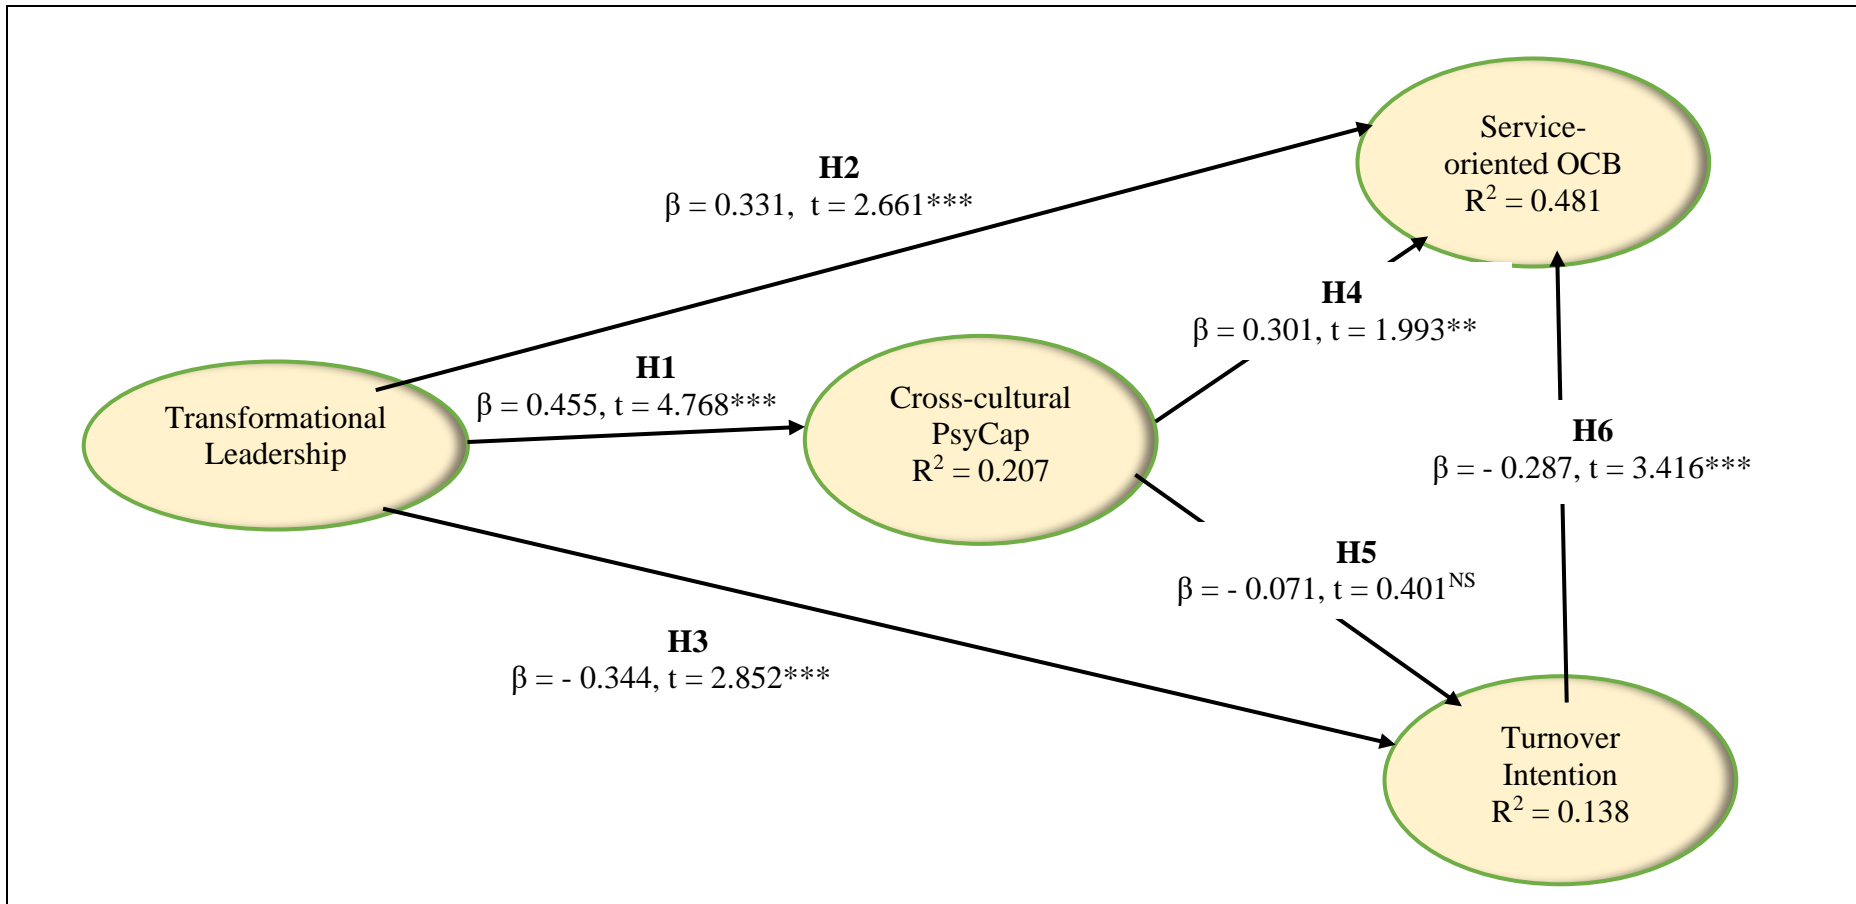 Service-
oriented OCB
R² = 0.481
H2
β = 0.331,  t = 2.661***
H4
β = 0.301, t = 1.993**
H1
β = 0.455, t = 4.768***
Transformational
Leadership
Cross-cultural
PsyCap
R² = 0.207
H6
β = - 0.287, t = 3.416***
H5
β = - 0.071, t = 0.401ᴺˢ
H3
β = - 0.344, t = 2.852***
Turnover
Intention
R² = 0.138